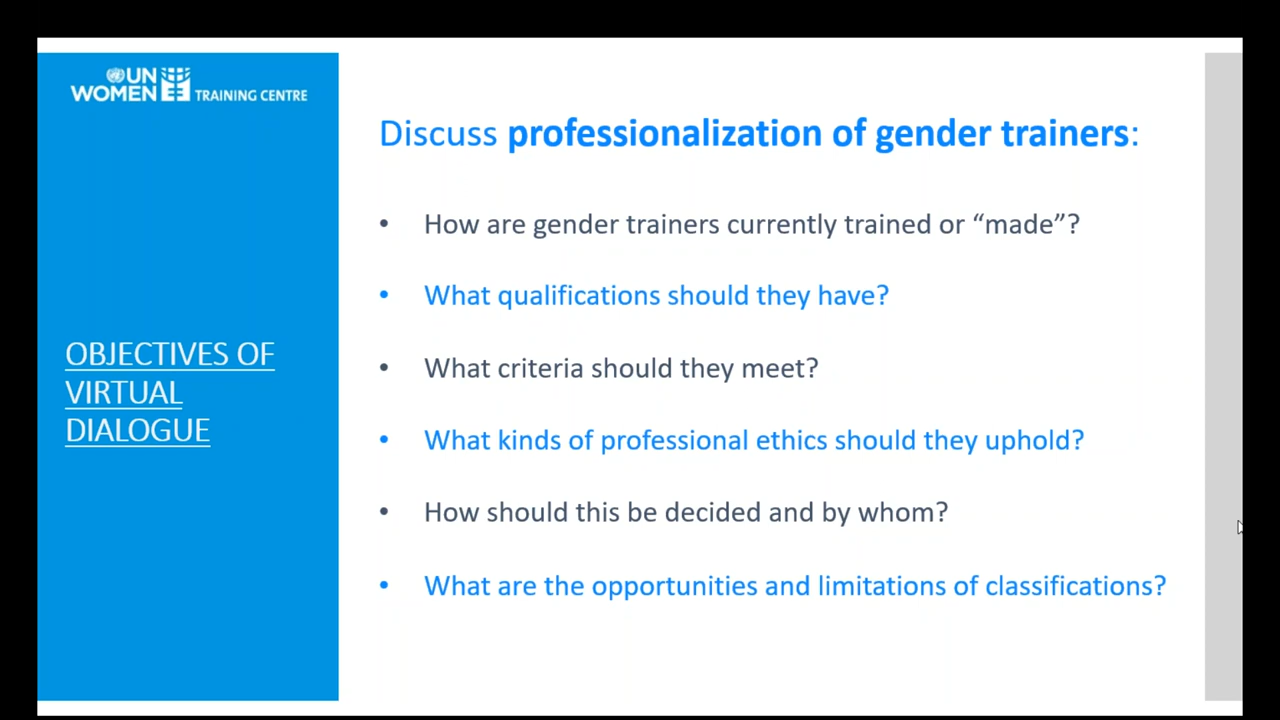 UN
WOMEN TRAINING CENTRE
OBJECTIVES OF
VIRTUAL
DIALOGUE
Discuss professionalization of gender trainers:
• How are gender trainers currently trained or “made”?
• What qualifications should they have?
• What criteria should they meet?
• What kinds of professional ethics should they uphold?
• How should this be decided and by whom?
• What are the opportunities and limitations of classifications?